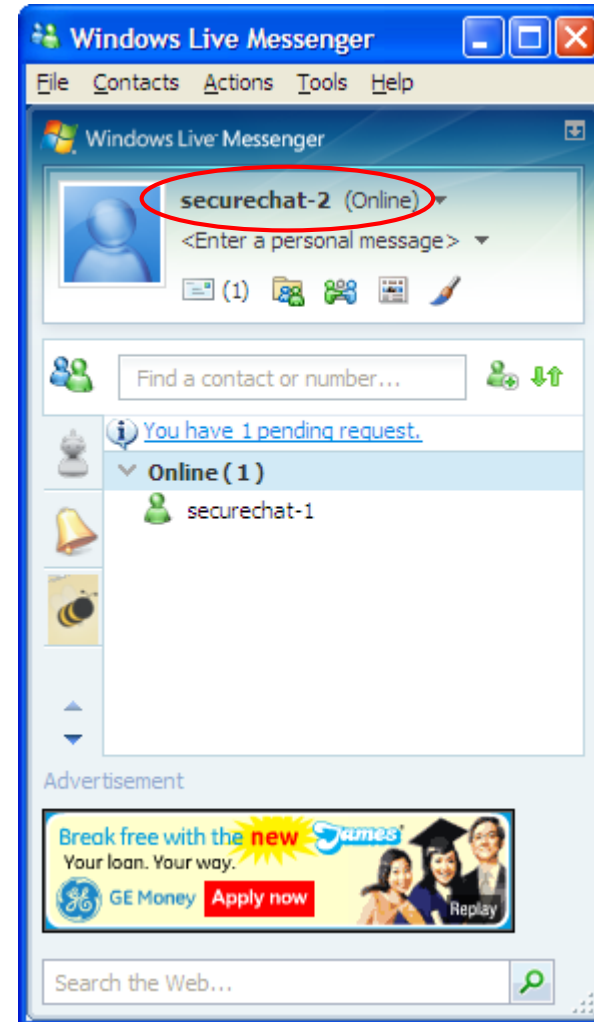 Windows Live Messenger
File Contacts Actions Tools Help
Windows Live Messenger
securechat-2 (Online)
<Enter a personal message>
(1)
Find a contact or number...
You have 1 pending request.
Online ( 1 )
securechat-1
Advertisement
Break free with the new James
Your loan. Your way.
GE Money Apply now
Replay
Search the Web...